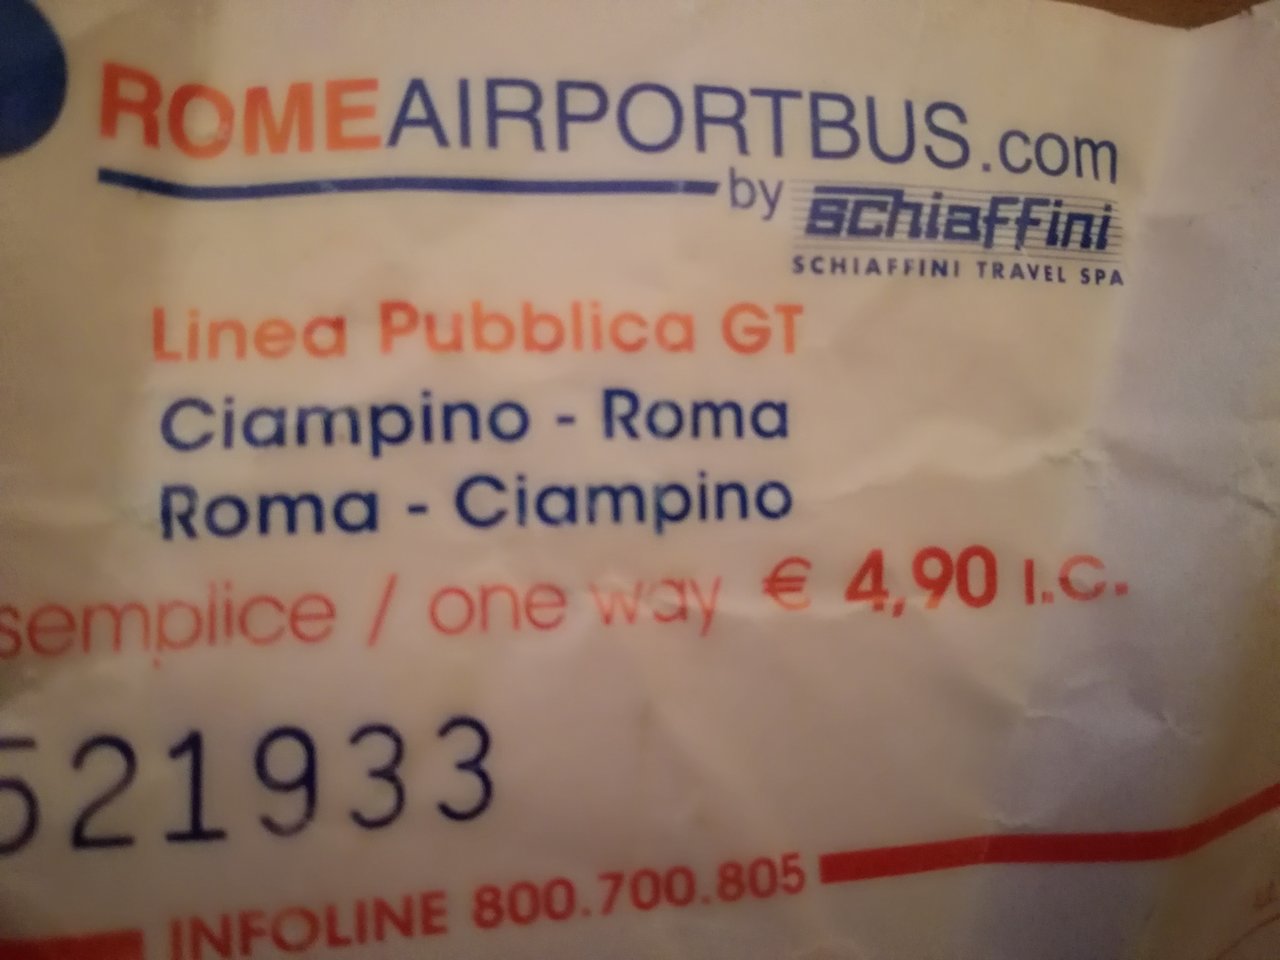 ROMEAIRPORTBUS.com
by schiaffini
SCHIAFFINI TRAVEL SPA
Linea Pubblica GT
Ciampino - Roma
Roma - Ciampino
semplice / one way € 4,90 I.C.
521933
INFOLINE 800.700.805